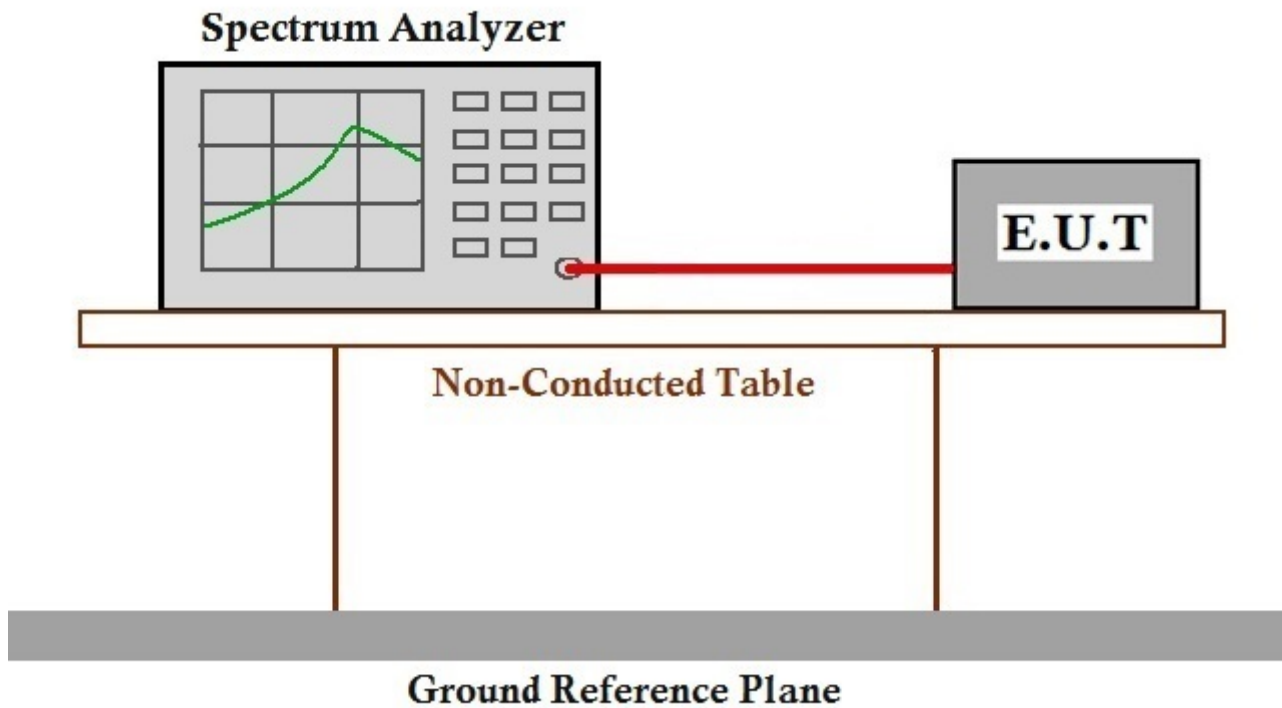 Spectrum Analyzer
E.U.T
Non-Conducted Table
Ground Reference Plane